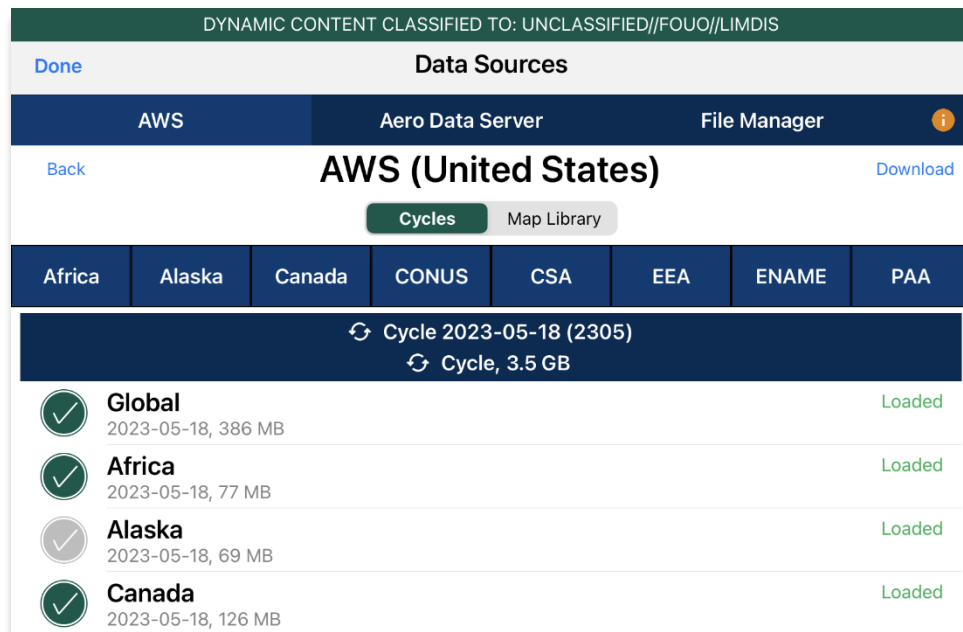 DYNAMIC CONTENT CLASSIFIED TO: UNCLASSIFIED//FOUO//LIMDIS
Done Data Sources
AWS Aero Data Server File Manager i
Back AWS (United States) Download
Cycles Map Library
Africa Alaska Canada CONUS CSA EEA ENAME PAA
Cycle 2023-05-18 (2305)
Cycle, 3.5 GB
Global Loaded
2023-05-18, 386 MB
Africa Loaded
2023-05-18, 77 MB
Alaska Loaded
2023-05-18, 69 MB
Canada Loaded
2023-05-18, 126 MB